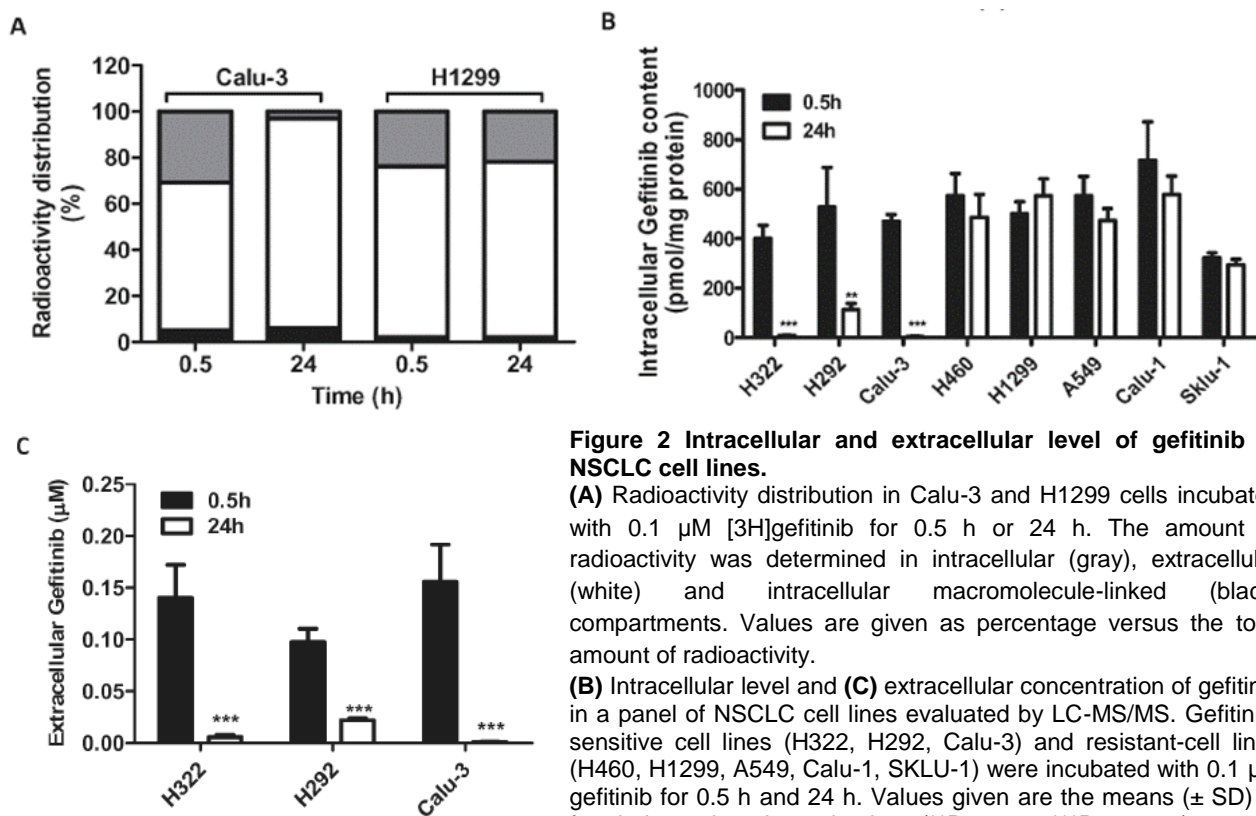 A
Radioactivity distribution
(%)
120
100
80
60
40
20
0
Calu-3
H1299
0.5
24
0.5
24
Time (h)
B
Intracellular Gefitinib content
(pmol/mg protein)
1000
800
600
400
200
0
0.5h
24h
***
**
***
H322
H292
Calu-3
H460
H1299
A549
Calu-1
Sklu-1
C
Extracellular Gefitinib (µM)
0.25
0.20
0.15
0.10
0.05
0.00
0.5h
24h
***
***
***
H322
H292
Calu-3
Figure 2 Intracellular and extracellular level of gefitinib
NSCLC cell lines.
(A) Radioactivity distribution in Calu-3 and H1299 cells incubate
with 0.1 µM [3H]gefitinib for 0.5 h or 24 h. The amount
radioactivity was determined in intracellular (gray), extracellul
(white) and intracellular macromolecule-linked (blac
compartments. Values are given as percentage versus the to
amount of radioactivity.
(B) Intracellular level and (C) extracellular concentration of gefitin
in a panel of NSCLC cell lines evaluated by LC-MS/MS. Gefitin
sensitive cell lines (H322, H292, Calu-3) and resistant-cell lin
(H460, H1299, A549, Calu-1, SKLU-1) were incubated with 0.1 µ
gefitinib for 0.5 h and 24 h. Values given are the means (± SD)